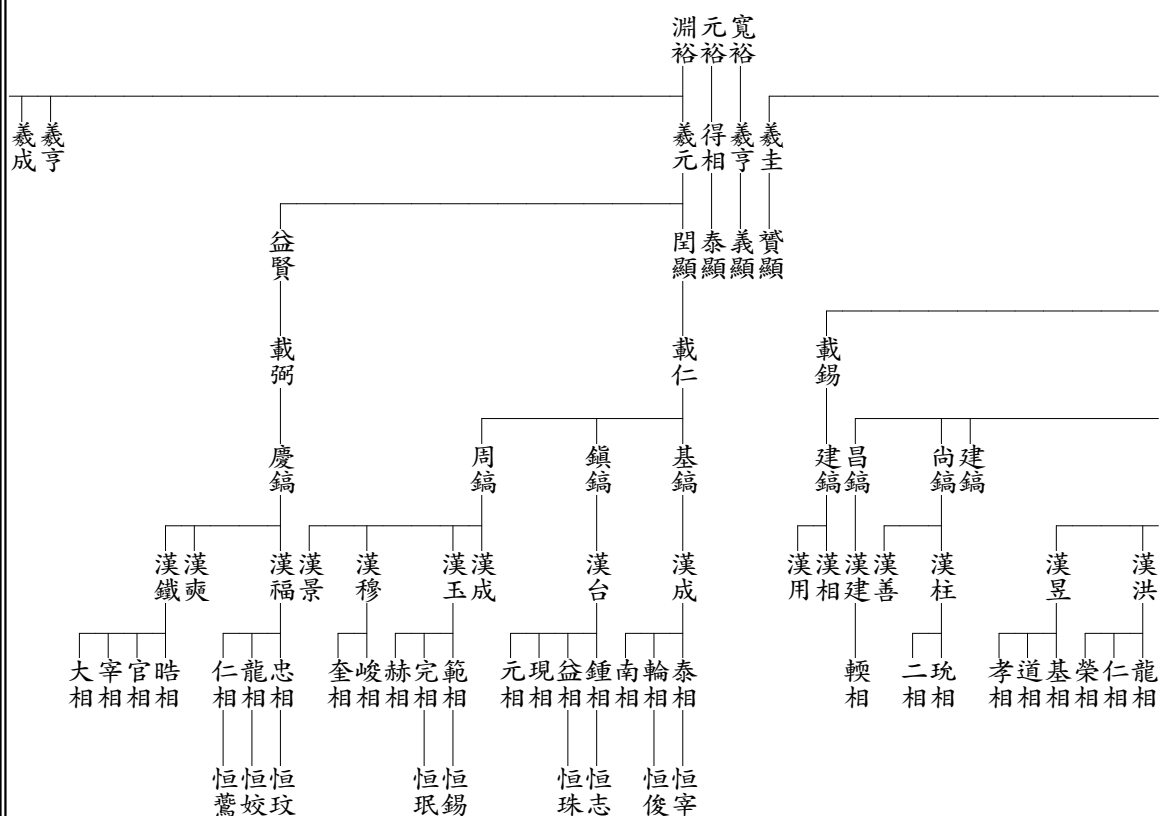 寬裕
元裕
淵裕
羲圭
羲亨
得相
羲元
羲亨
羲成
贇顯
義顯
泰顯
閏顯
益賢
載錫
載仁
載弼
建鎬
尚鎬
昌鎬
建鎬
基鎬
鎭鎬
周鎬
慶鎬
漢洪
漢昱
漢柱
漢善
漢建
漢相
漢用
漢成
漢台
漢成
漢玉
漢穆
漢景
漢福
漢奭
漢鐵
龍相
仁相
榮相
基相
道相
孝相
玧相
二相
輭相
泰相
輪相
南相
鍾相
益相
現相
元相
範相
完相
赫相
峻相
奎相
忠相
龍相
仁相
晧相
官相
宰相
大相
恒宰
恒俊
恒志
恒珠
恒錫
恒珉
恒玟
恒姣
恒鶯